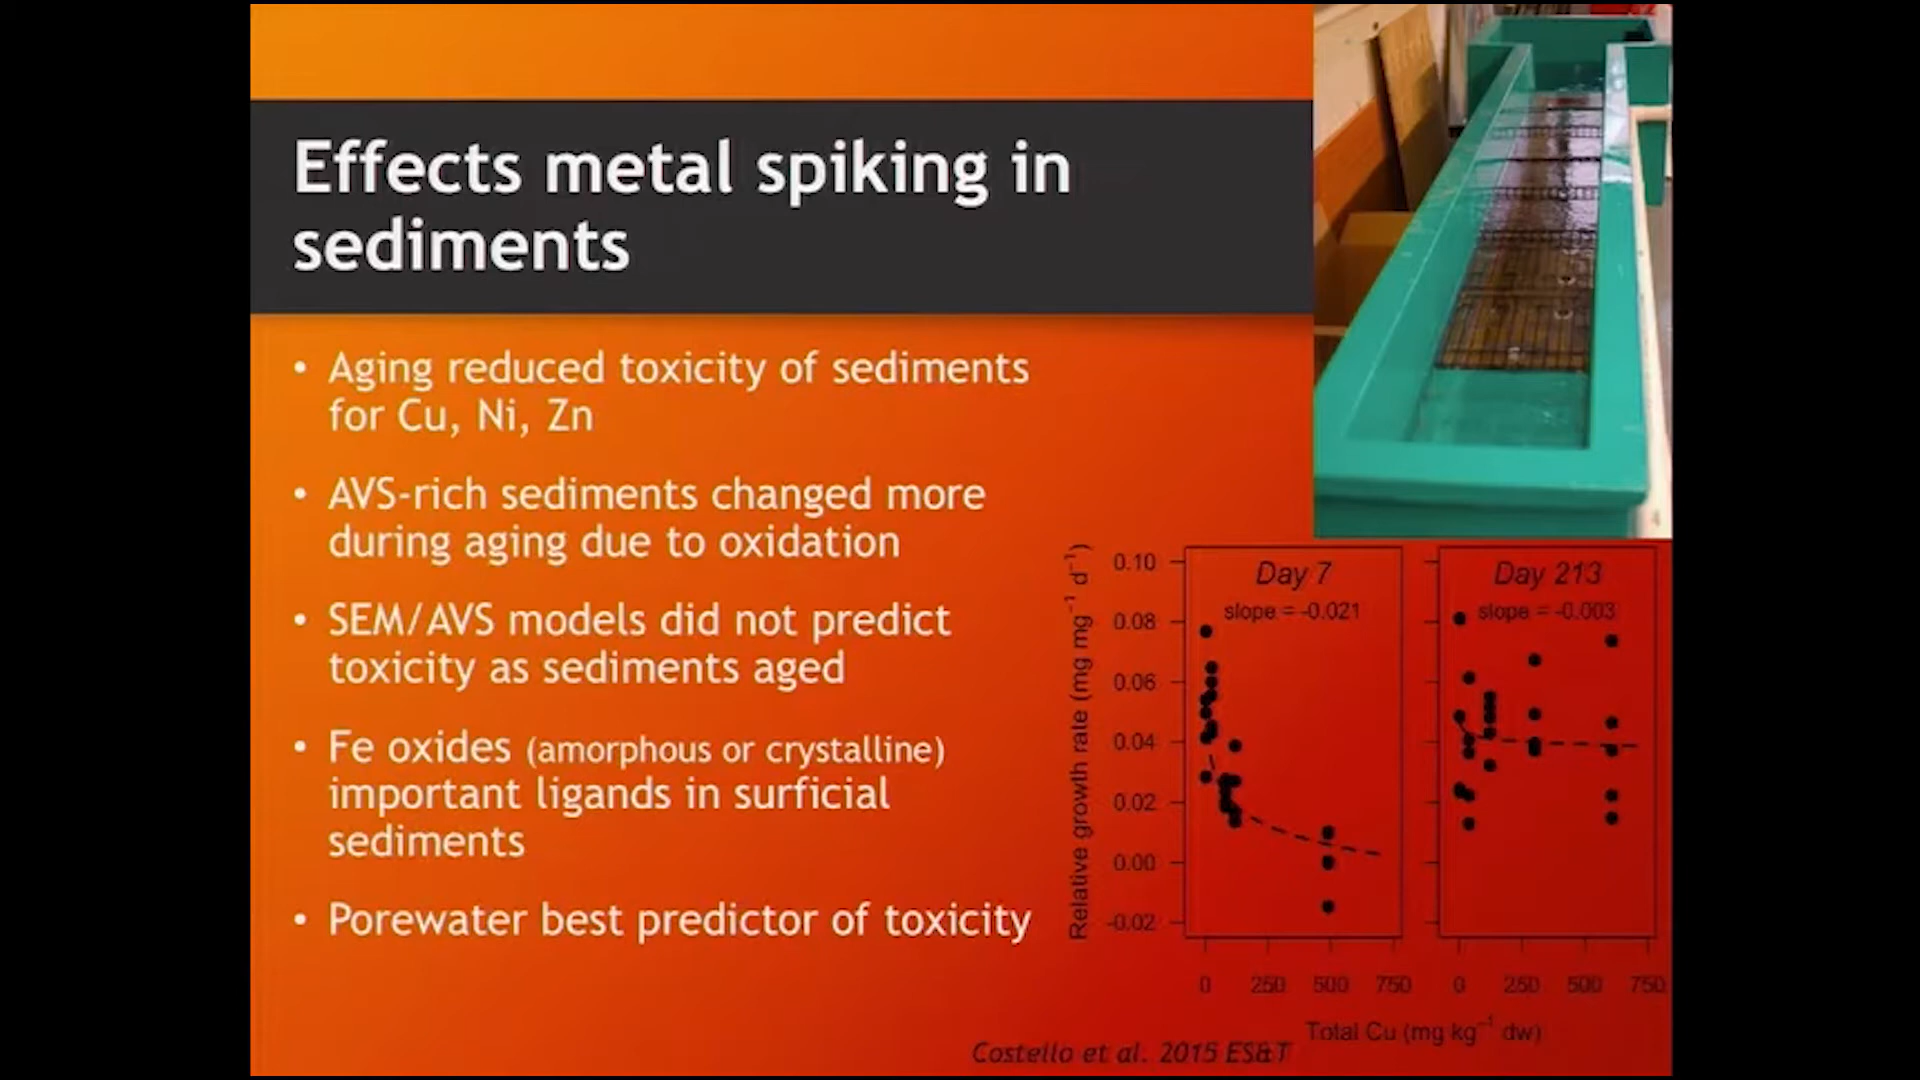 Effects metal spiking in
sediments
• Aging reduced toxicity of sediments
for Cu, Ni, Zn
• AVS-rich sediments changed more
during aging due to oxidation
• SEM/AVS models did not predict
toxicity as sediments aged
• Fe oxides (amorphous or crystalline)
important ligands in surficial
sediments
• Porewater best predictor of toxicity
Relative growth rate (mg mg⁻¹ d⁻¹)
0.10
0.08
0.06
0.04
0.02
0.00
-0.02
Day 7
slope = -0.021
Day 213
slope = -0.003
0 250 500 750
0 250 500 750
Total Cu (mg kg⁻¹ dw)
Costello et al. 2015 ES&T